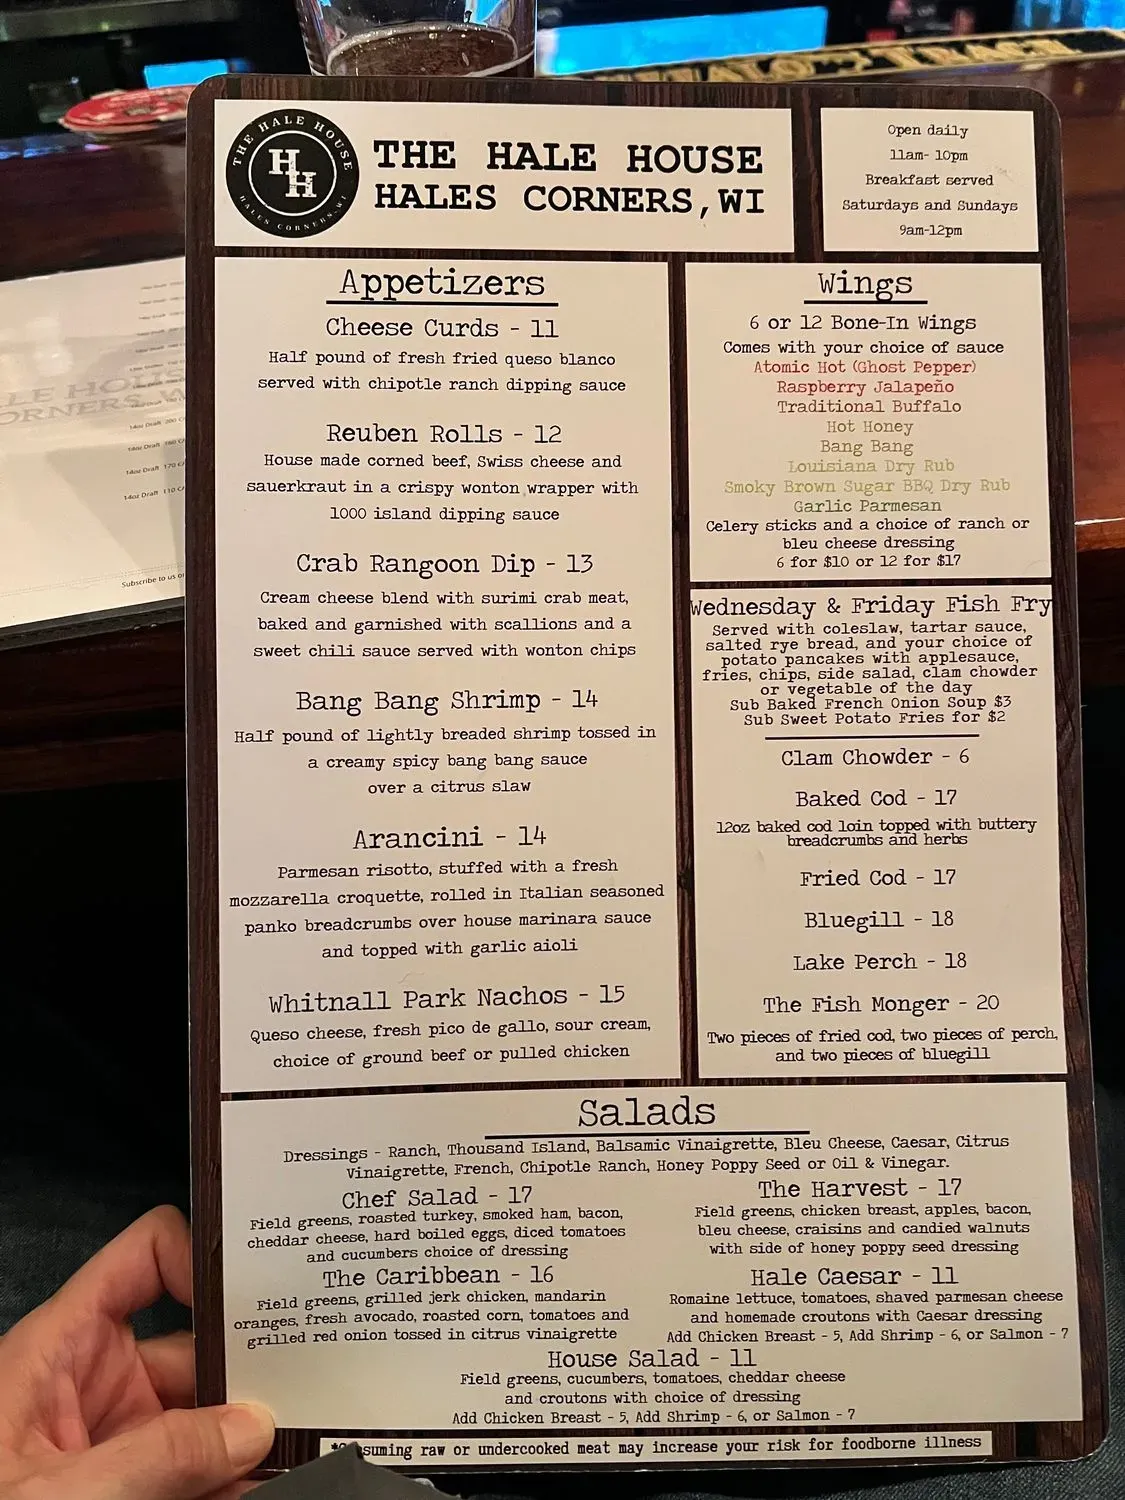 BUFFALO TRACE
THE HALE HOUSE
HH
HALES CORNERS, WI
THE HALE HOUSE
HALES CORNERS, WI
Open daily
11am- 10pm
Breakfast served
Saturdays and Sundays
9am-12pm
Appetizers
Cheese Curds - 11
Half pound of fresh fried queso blanco
served with chipotle ranch dipping sauce
Reuben Rolls - 12
House made corned beef, Swiss cheese and
sauerkraut in a crispy wonton wrapper with
1000 island dipping sauce
Crab Rangoon Dip - 13
Cream cheese blend with surimi crab meat,
baked and garnished with scallions and a
sweet chili sauce served with wonton chips
Bang Bang Shrimp - 14
Half pound of lightly breaded shrimp tossed in
a creamy spicy bang bang sauce
over a citrus slaw
Arancini - 14
Parmesan risotto, stuffed with a fresh
mozzarella croquette, rolled in Italian seasoned
panko breadcrumbs over house marinara sauce
and topped with garlic aioli
Whitnall Park Nachos - 15
Queso cheese, fresh pico de gallo, sour cream,
choice of ground beef or pulled chicken
Wings
6 or 12 Bone-In Wings
Comes with your choice of sauce
Atomic Hot (Ghost Pepper)
Raspberry Jalapeño
Traditional Buffalo
Hot Honey
Bang Bang
Louisiana Dry Rub
Smoky Brown Sugar BBQ Dry Rub
Garlic Parmesan
Celery sticks and a choice of ranch or
bleu cheese dressing
6 for $10 or 12 for $17
Wednesday & Friday Fish Fry
Served with coleslaw, tartar sauce,
salted rye bread, and your choice of
potato pancakes with applesauce,
fries, chips, side salad, clam chowder
or vegetable of the day
Sub Baked French Onion Soup $3
Sub Sweet Potato Fries for $2
Clam Chowder - 6
Baked Cod - 17
12oz baked cod loin topped with buttery
breadcrumbs and herbs
Fried Cod - 17
Bluegill - 18
Lake Perch - 18
The Fish Monger - 20
Two pieces of fried cod, two pieces of perch,
and two pieces of bluegill
Salads
Dressings - Ranch, Thousand Island, Balsamic Vinaigrette, Bleu Cheese, Caesar, Citrus
Vinaigrette, French, Chipotle Ranch, Honey Poppy Seed or Oil & Vinegar.
Chef Salad - 17
Field greens, roasted turkey, smoked ham, bacon,
cheddar cheese, hard boiled eggs, diced tomatoes
and cucumbers choice of dressing
The Harvest - 17
Field greens, chicken breast, apples, bacon,
bleu cheese, craisins and candied walnuts
with side of honey poppy seed dressing
The Caribbean - 16
Field greens, grilled jerk chicken, mandarin
oranges, fresh avocado, roasted corn, tomatoes and
grilled red onion tossed in citrus vinaigrette
Hale Caesar - 11
Romaine lettuce, tomatoes, shaved parmesan cheese
and homemade croutons with Caesar dressing
Add Chicken Breast - 5, Add Shrimp - 6, or Salmon - 7
House Salad - 11
Field greens, cucumbers, tomatoes, cheddar cheese
and croutons with choice of dressing
Add Chicken Breast - 5, Add Shrimp - 6, or Salmon - 7
suming raw or undercooked meat may increase your risk for foodborne illness
LE HOUS
ORNERS, W
14oz Draft 200 C
14oz Draft 160 C
14oz Draft 170 C
14oz Draft 110 C
Subscribe to us o